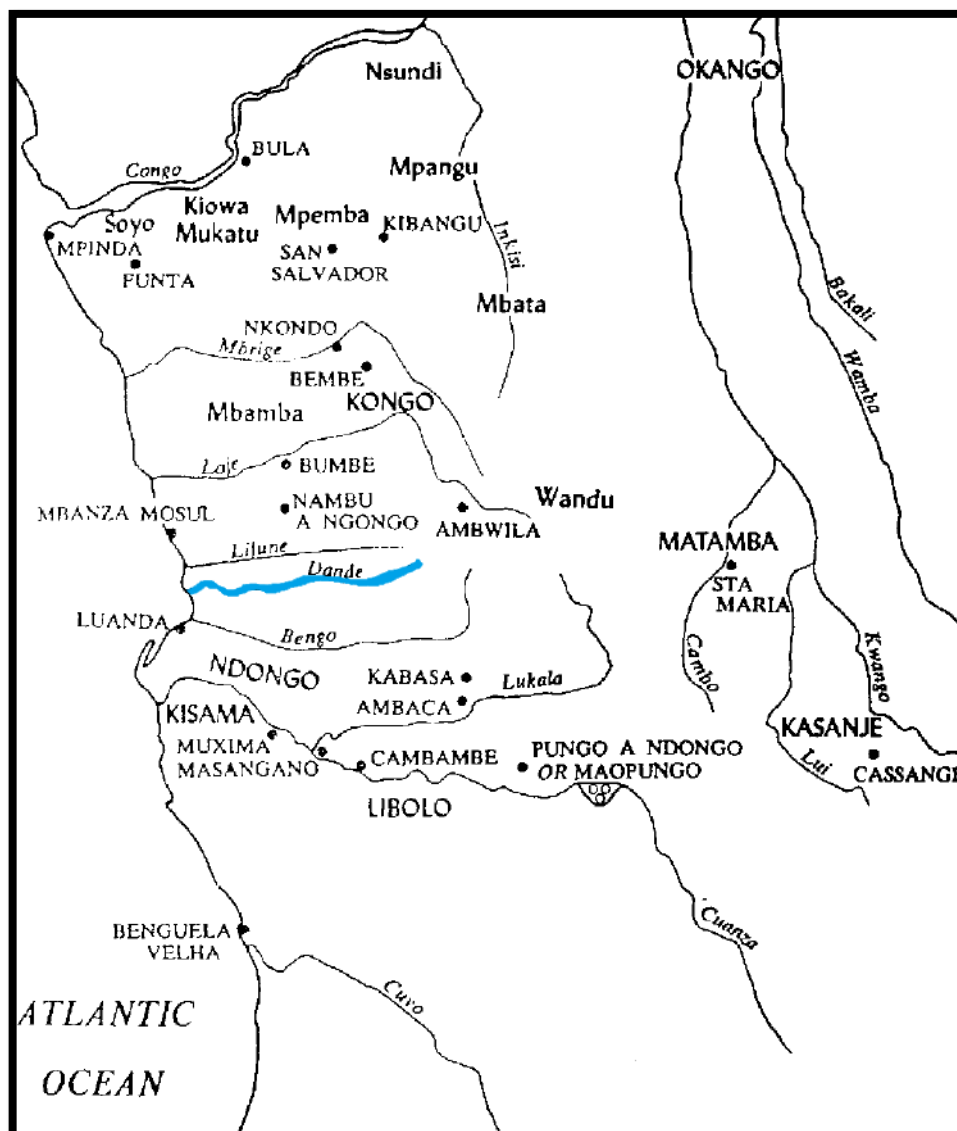 Nsundi
OKANGO
BULA
Congo
Mpangu
Kiowa
Mukatu
Mpemba
Soyo
KIBANGU
MPINDA
SAN
SALVADOR
FUNTA
Inkisi
Bakali
Mbata
NKONDO
Mbrige
BEMBE
Wamba
KONGO
Mbamba
Loje
BUMBE
NAMBU
A NGONGO
Wandu
MBANZA MOSUL
AMBWILA
MATAMBA
Lifune
Dande
STA
MARIA
LUANDA
Bengo
NDONGO
KABASA
Lukala
Cambo
Kwango
AMBACA
KISAMA
KASANJE
MUXIMA
MASANGANO
CAMBAMBE
PUNGO A NDONGO
OR MAOPUNGO
Lui
CASSANGE
LIBOLO
Cuanza
BENGUELA
VELHA
Cuvo
ATLANTIC
OCEAN